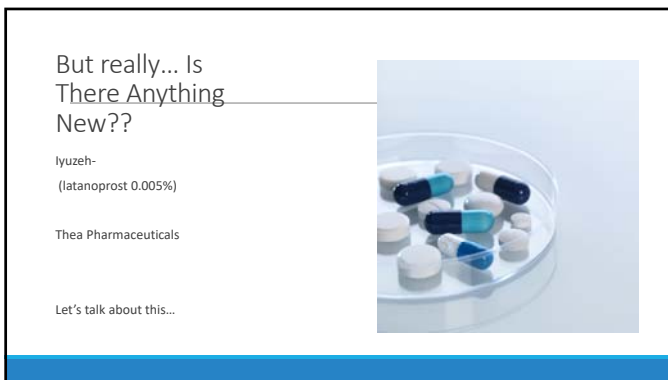 But really… Is
There Anything
New??
Iyuzeh-
(latanoprost 0.005%)
Thea Pharmaceuticals
Let’s talk about this…